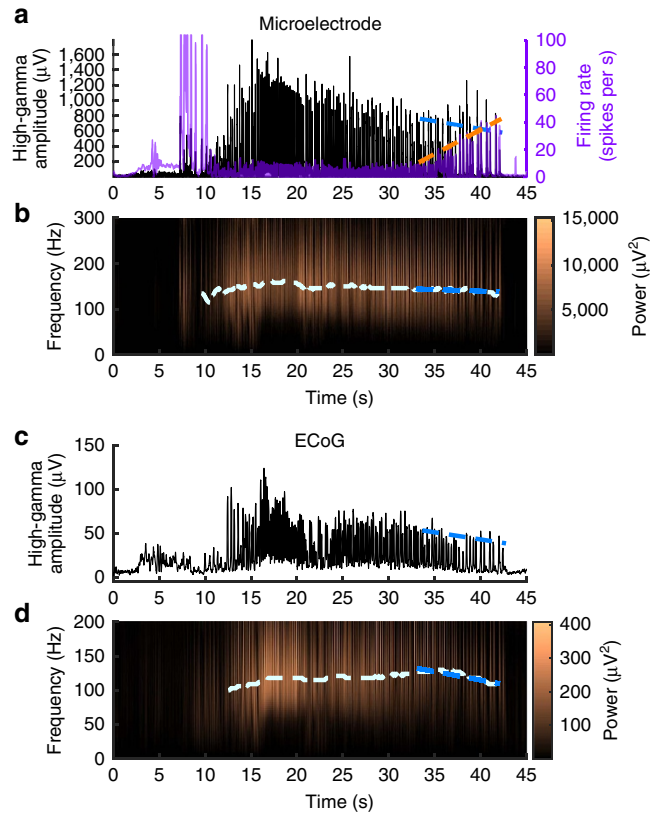 a
Microelectrode
High-gamma
amplitude (μV)
1,600
1,400
1,200
1,000
800
600
400
200
100
80
60
40
20
0
Firing rate
(spikes per s)
0 5 10 15 20 25 30 35 40 45
b
Frequency (Hz)
300
200
100
0
15,000
10,000
5,000
Power (μV²)
0 5 10 15 20 25 30 35 40 45
Time (s)
c
ECoG
High-gamma
amplitude (μV)
150
100
50
0
0 5 10 15 20 25 30 35 40 45
d
Frequency (Hz)
200
150
100
50
0
400
300
200
100
Power (μV²)
0 5 10 15 20 25 30 35 40 45
Time (s)